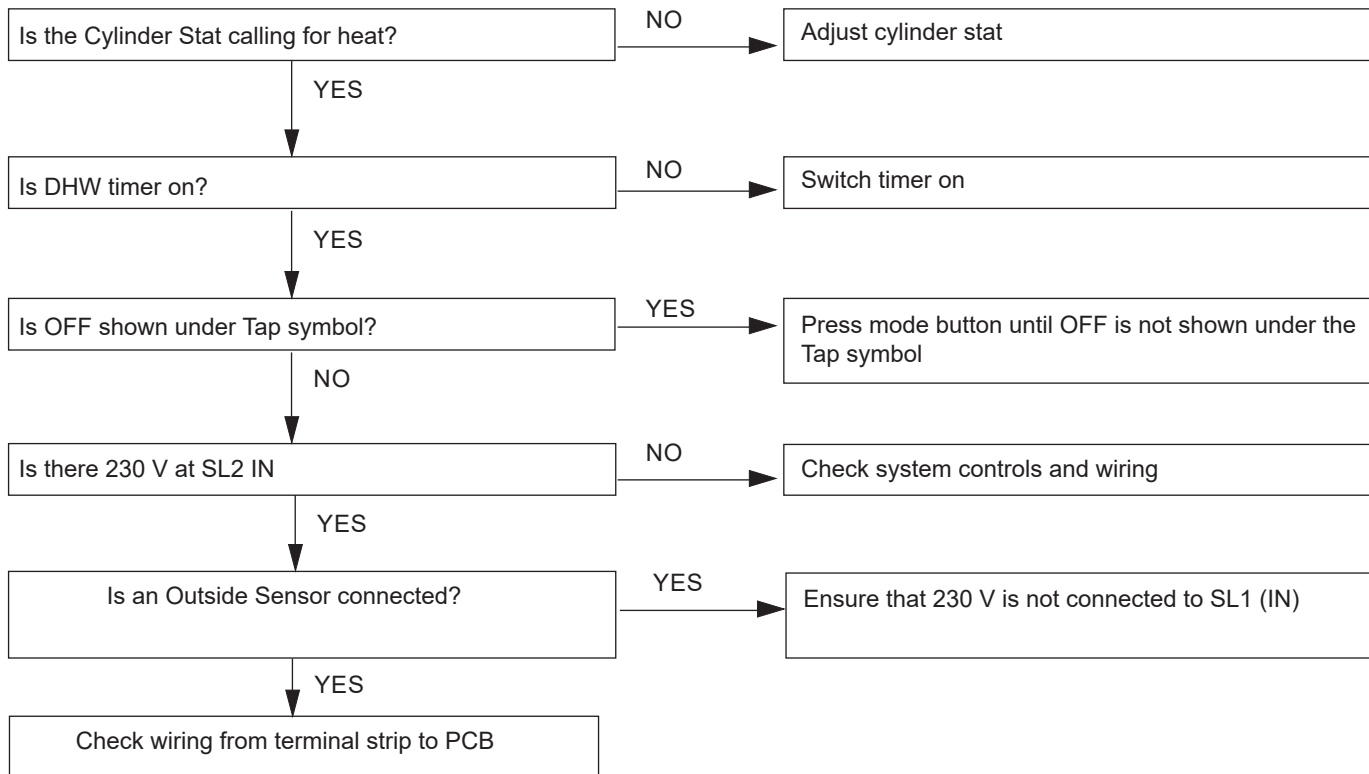 Is the Cylinder Stat calling for heat?
NO
Adjust cylinder stat
YES
Is DHW timer on?
NO
Switch timer on
YES
Is OFF shown under Tap symbol?
YES
Press mode button until OFF is not shown under the
Tap symbol
NO
Is there 230 V at SL2 IN
NO
Check system controls and wiring
YES
Is an Outside Sensor connected?
YES
Ensure that 230 V is not connected to SL1 (IN)
YES
Check wiring from terminal strip to PCB